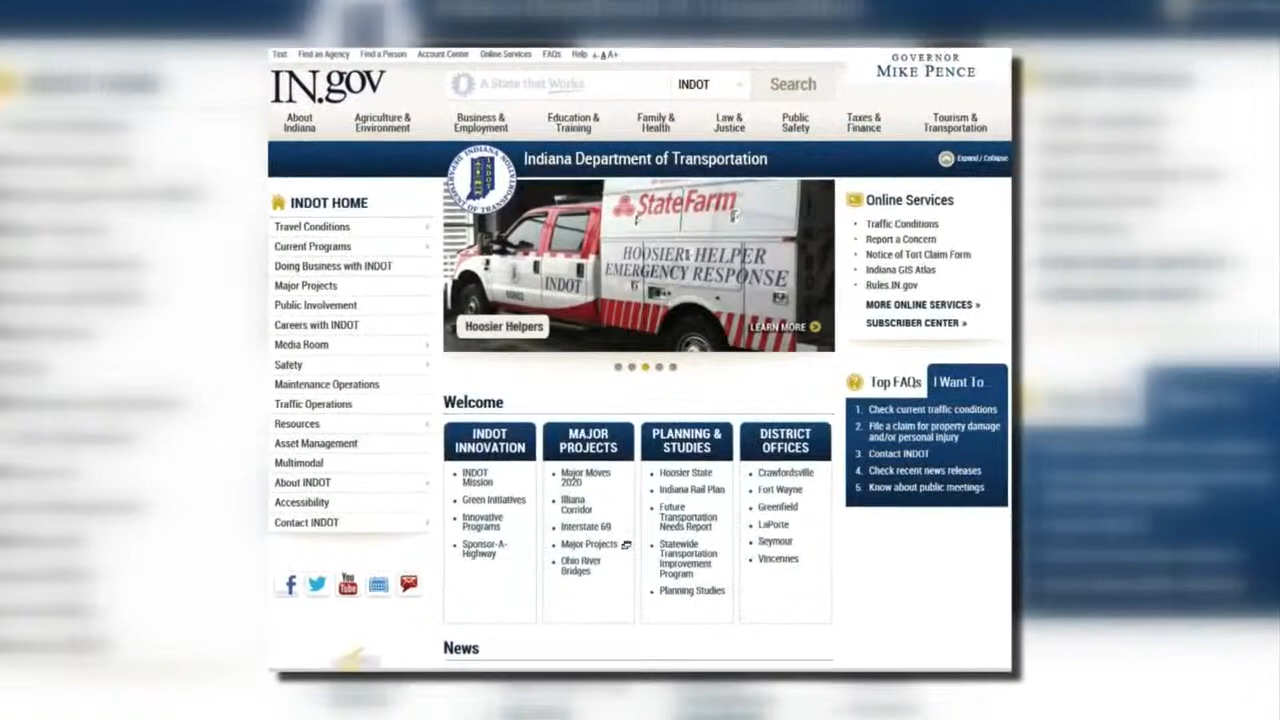 Text Find an Agency Find a Person Account Center Online Services FAQs Help A- A A+
GOVERNOR
MIKE PENCE
IN.gov
A State that Works
INDOT
Search
About
Indiana
Agriculture &
Environment
Business &
Employment
Education &
Training
Family &
Health
Law &
Justice
Public
Safety
Taxes &
Finance
Tourism &
Transportation
Indiana Department of Transportation
Expand / Collapse
INDIANA DEPARTMENT OF TRANSPORTATION
INDOT
INDOT HOME
Travel Conditions
Current Programs
Doing Business with INDOT
Major Projects
Public Involvement
Careers with INDOT
Media Room
Safety
Maintenance Operations
Traffic Operations
Resources
Asset Management
Multimodal
About INDOT
Accessibility
Contact INDOT
You
Tube
StateFarm
HOOSIER HELPER
EMERGENCY RESPONSE
INDOT
Hoosier Helpers
LEARN MORE
Welcome
INDOT
INNOVATION
INDOT
Mission
Green Initiatives
Innovative
Programs
Sponsor-A-
Highway
MAJOR
PROJECTS
Major Moves
2020
Illiana
Corridor
Interstate 69
Major Projects
Ohio River
Bridges
PLANNING &
STUDIES
Hoosier State
Indiana Rail Plan
Future
Transportation
Needs Report
Statewide
Transportation
Improvement
Program
Planning Studies
DISTRICT
OFFICES
Crawfordsville
Fort Wayne
Greenfield
LaPorte
Seymour
Vincennes
News
Online Services
Traffic Conditions
Report a Concern
Notice of Tort Claim Form
Indiana GIS Atlas
Rules.IN.gov
MORE ONLINE SERVICES »
SUBSCRIBER CENTER »
Top FAQs
I Want To...
1. Check current traffic conditions
2. File a claim for property damage
and/or personal injury
3. Contact INDOT
4. Check recent news releases
5. Know about public meetings